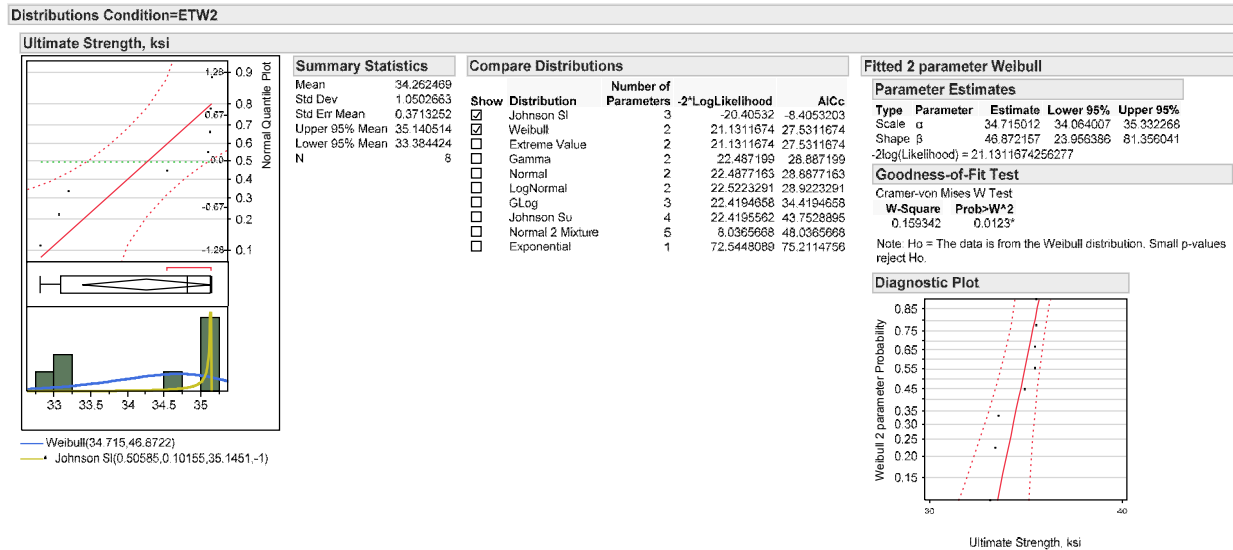 Distributions Condition=ETW2
Ultimate Strength, ksi
1.28 0.9
0.8
0.67 0.7
0.6
0.0 0.5
0.4
0.3
-0.67 0.2
-1.28 0.1
Normal Quantile Plot
33 33.5 34 34.5 35
Weibull(34.715,46.8722)
Johnson Sl(0.50585,0.10155,35.1451,-1)
Summary Statistics
Mean 34.262469
Std Dev 1.0502663
Std Err Mean 0.3713252
Upper 95% Mean 35.140514
Lower 95% Mean 33.384424
N 8
Compare Distributions
Number of
Show Distribution Parameters -2*LogLikelihood AICc
Johnson Sl 3 -20.40532 -8.4053203
Weibull 2 21.1311674 27.5311674
Extreme Value 2 21.1311674 27.5311674
Gamma 2 22.487199 28.887199
Normal 2 22.4877163 28.8877163
LogNormal 2 22.5223291 28.9223291
GLog 3 22.4194658 34.4194658
Johnson Su 4 22.4195562 43.7528895
Normal 2 Mixture 5 8.0365668 48.0365668
Exponential 1 72.5448089 75.2114756
Fitted 2 parameter Weibull
Parameter Estimates
Type Parameter Estimate Lower 95% Upper 95%
Scale α 34.715012 34.064007 35.332266
Shape β 46.872157 23.956386 81.356041
-2log(Likelihood) = 21.1311674256277
Goodness-of-Fit Test
Cramer-von Mises W Test
W-Square Prob>W^2
0.159342 0.0123*
Note: Ho = The data is from the Weibull distribution. Small p-values
reject Ho.
Diagnostic Plot
0.85
0.75
0.65
0.55
0.45
0.35
0.30
0.25
0.20
0.15
Weibull 2 parameter Probability
30 40
Ultimate Strength, ksi